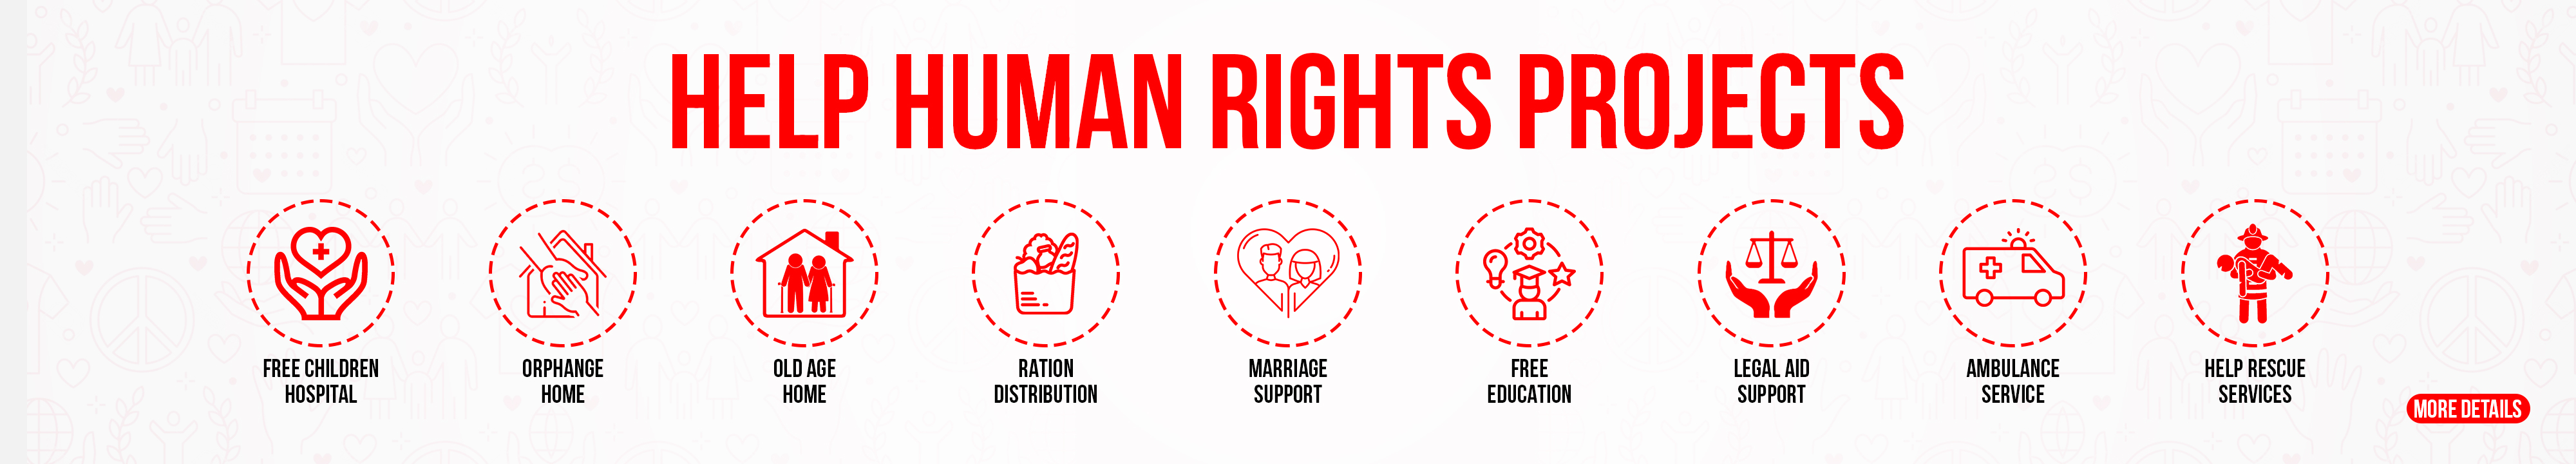 HELP HUMAN RIGHTS PROJECTS
FREE CHILDREN
HOSPITAL
ORPHANGE
HOME
OLD AGE
HOME
RATION
DISTRIBUTION
MARRIAGE
SUPPORT
FREE
EDUCATION
LEGAL AID
SUPPORT
AMBULANCE
SERVICE
HELP RESCUE
SERVICES
MORE DETAILS